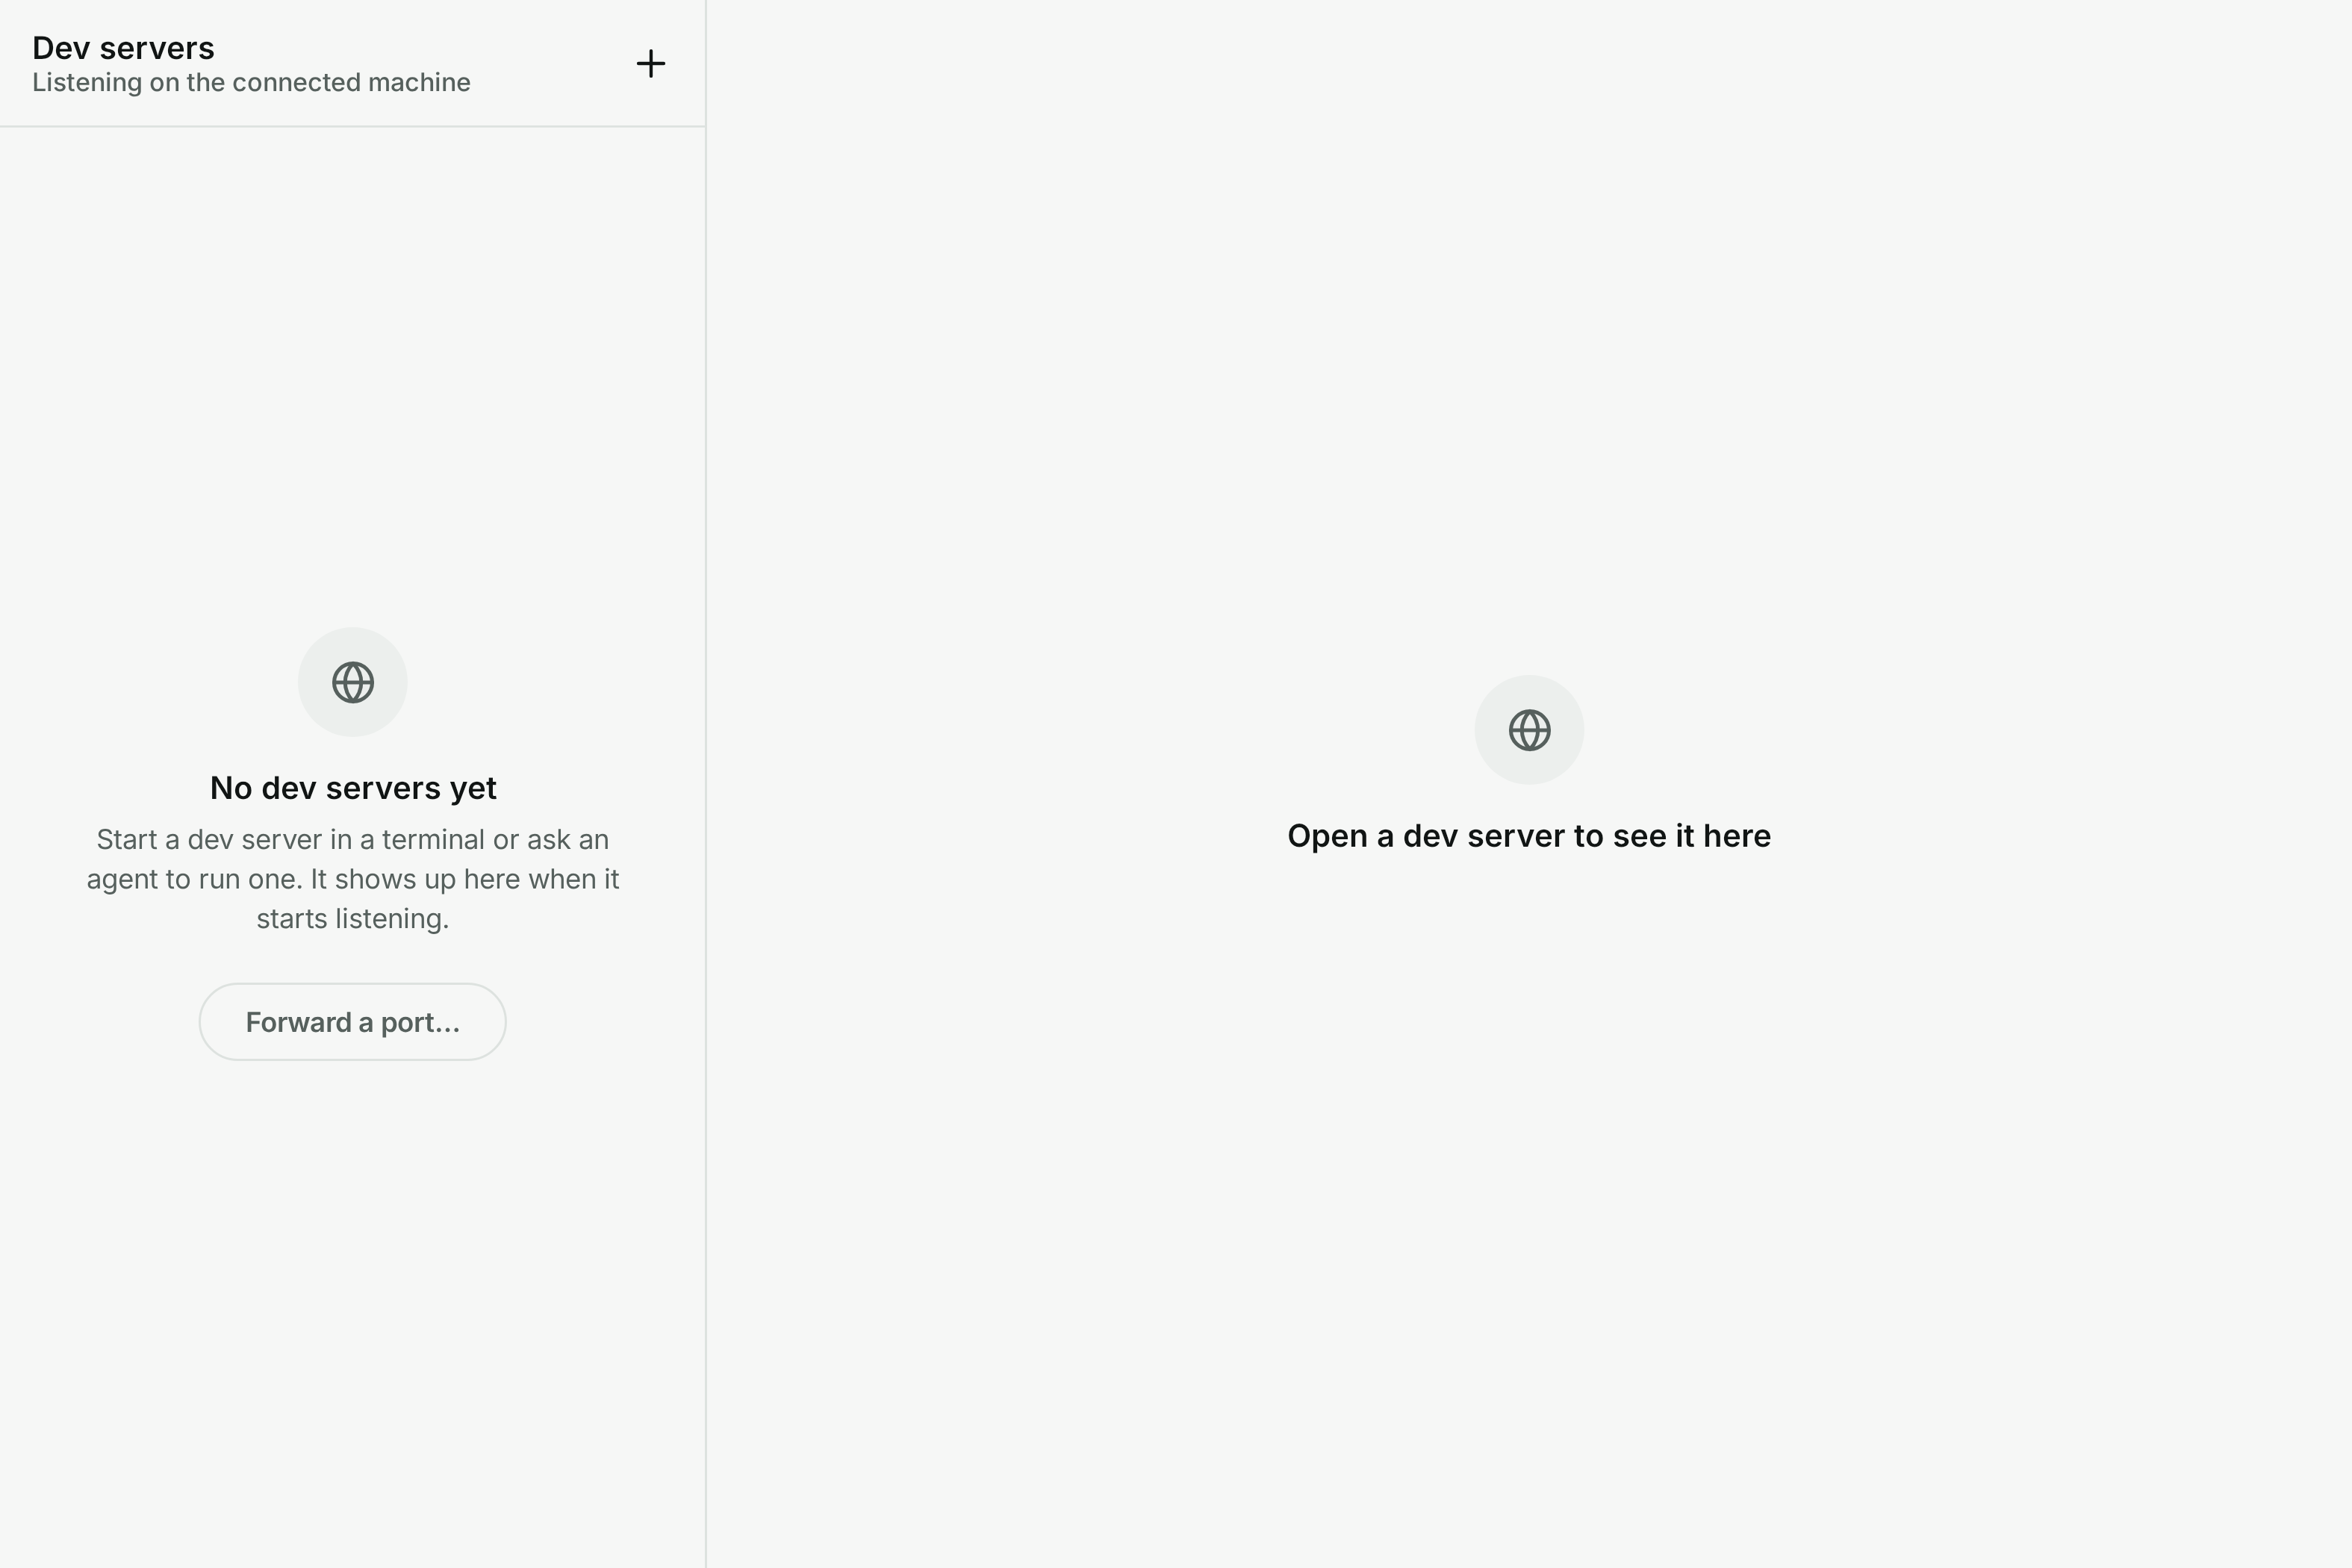 Dev servers
Listening on the connected machine
No dev servers yet
Start a dev server in a terminal or ask an
agent to run one. It shows up here when it
starts listening.
Forward a port...
Open a dev server to see it here